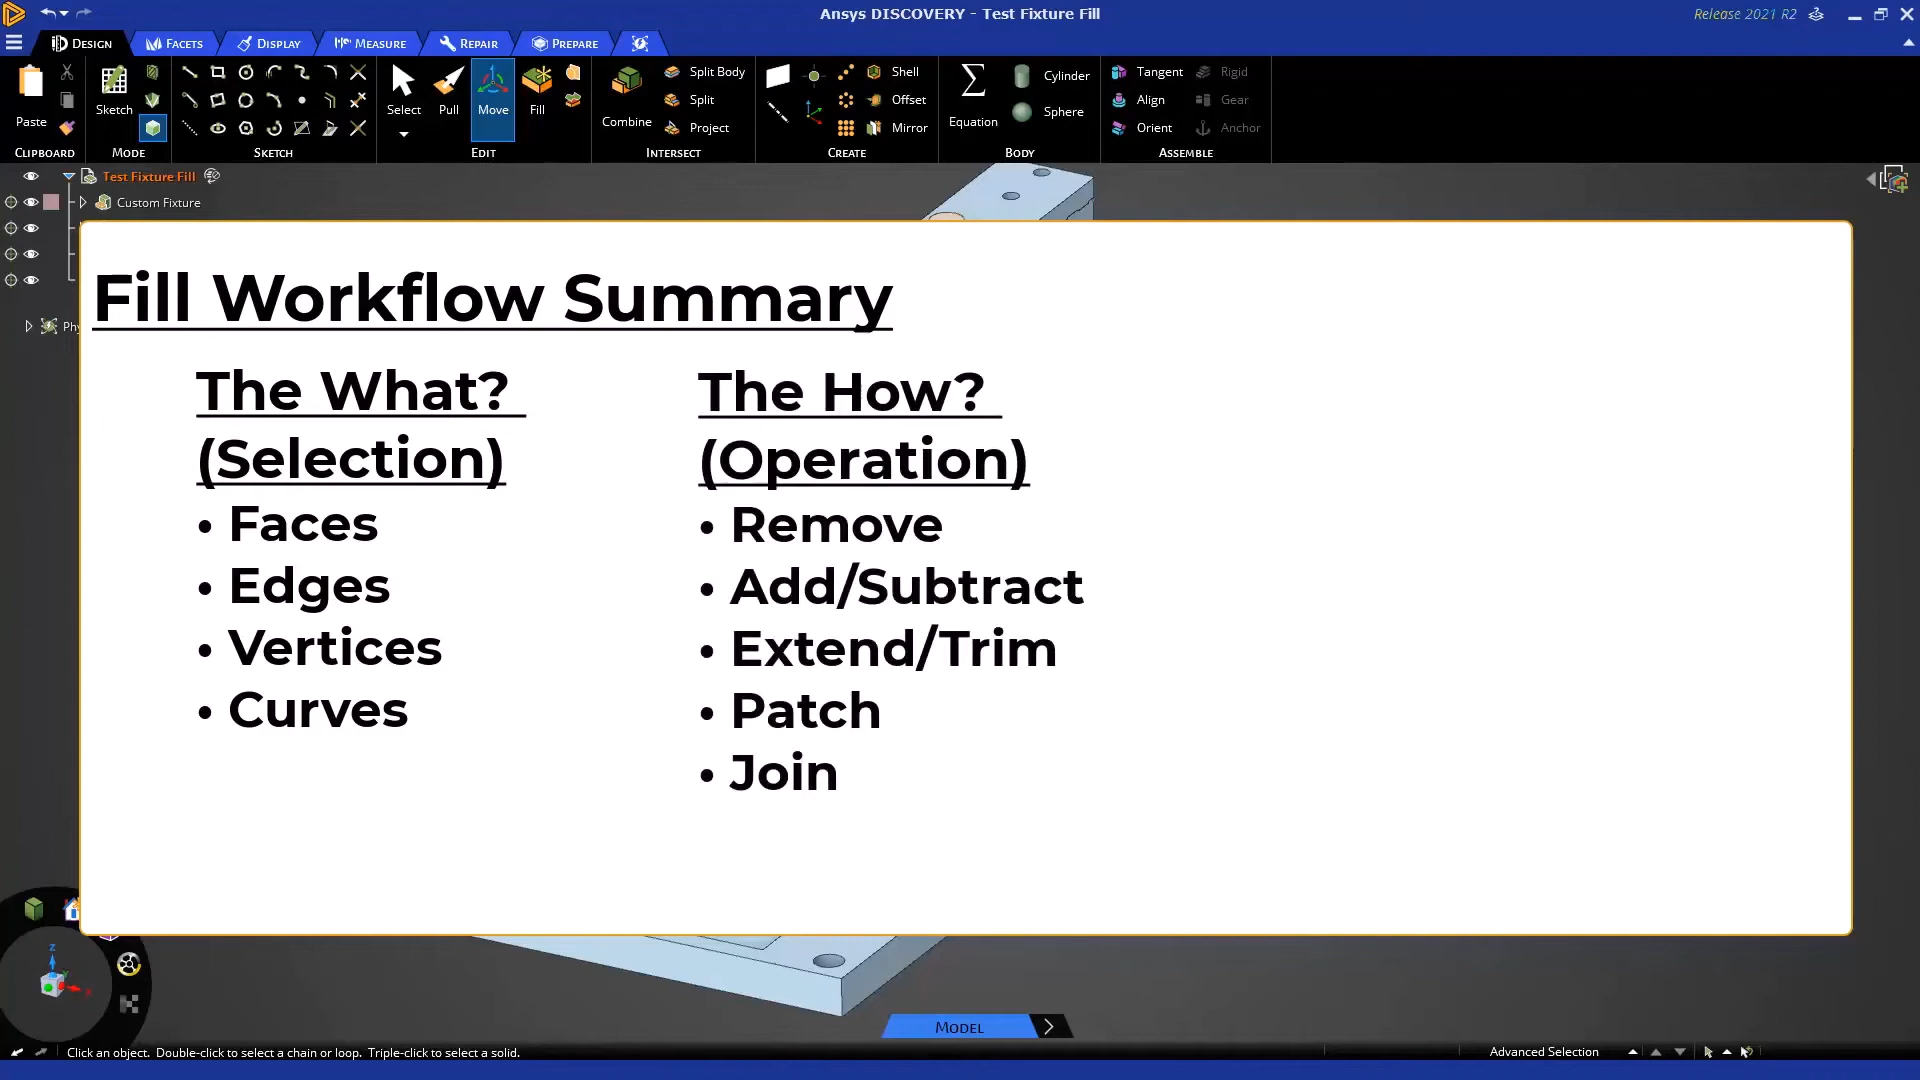 Ansys DISCOVERY - Test Fixture Fill
Release 2021 R2
DESIGN
FACETS
DISPLAY
MEASURE
REPAIR
PREPARE
Paste
CLIPBOARD
Sketch
MODE
SKETCH
Select
Pull
Move
Fill
EDIT
Combine
Split Body
Split
Project
INTERSECT
Shell
Offset
Mirror
CREATE
Equation
Cylinder
Sphere
BODY
Tangent
Align
Orient
Rigid
Gear
Anchor
ASSEMBLE
Test Fixture Fill
Custom Fixture
Phy
Fill Workflow Summary
The What?
(Selection)
• Faces
• Edges
• Vertices
• Curves
The How?
(Operation)
• Remove
• Add/Subtract
• Extend/Trim
• Patch
• Join
Z
Y
X
MODEL
Click an object. Double-click to select a chain or loop. Triple-click to select a solid.
Advanced Selection